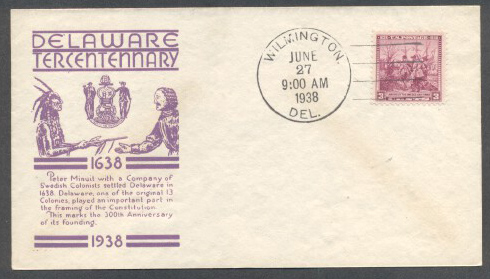 DELAWARE
TERCENTENNARY
1638
Peter Minuit with a Company of
Swedish Colonists settled Delaware in
1638. Delaware, one of the original 13
Colonies, played an important part in
the framing of the Constitution.
This marks the 300th Anniversary
of its founding.
1938
WILMINGTON.
JUNE
27
9:00 AM
1938
DEL.
U.S. POSTAGE
3
CENTS
3